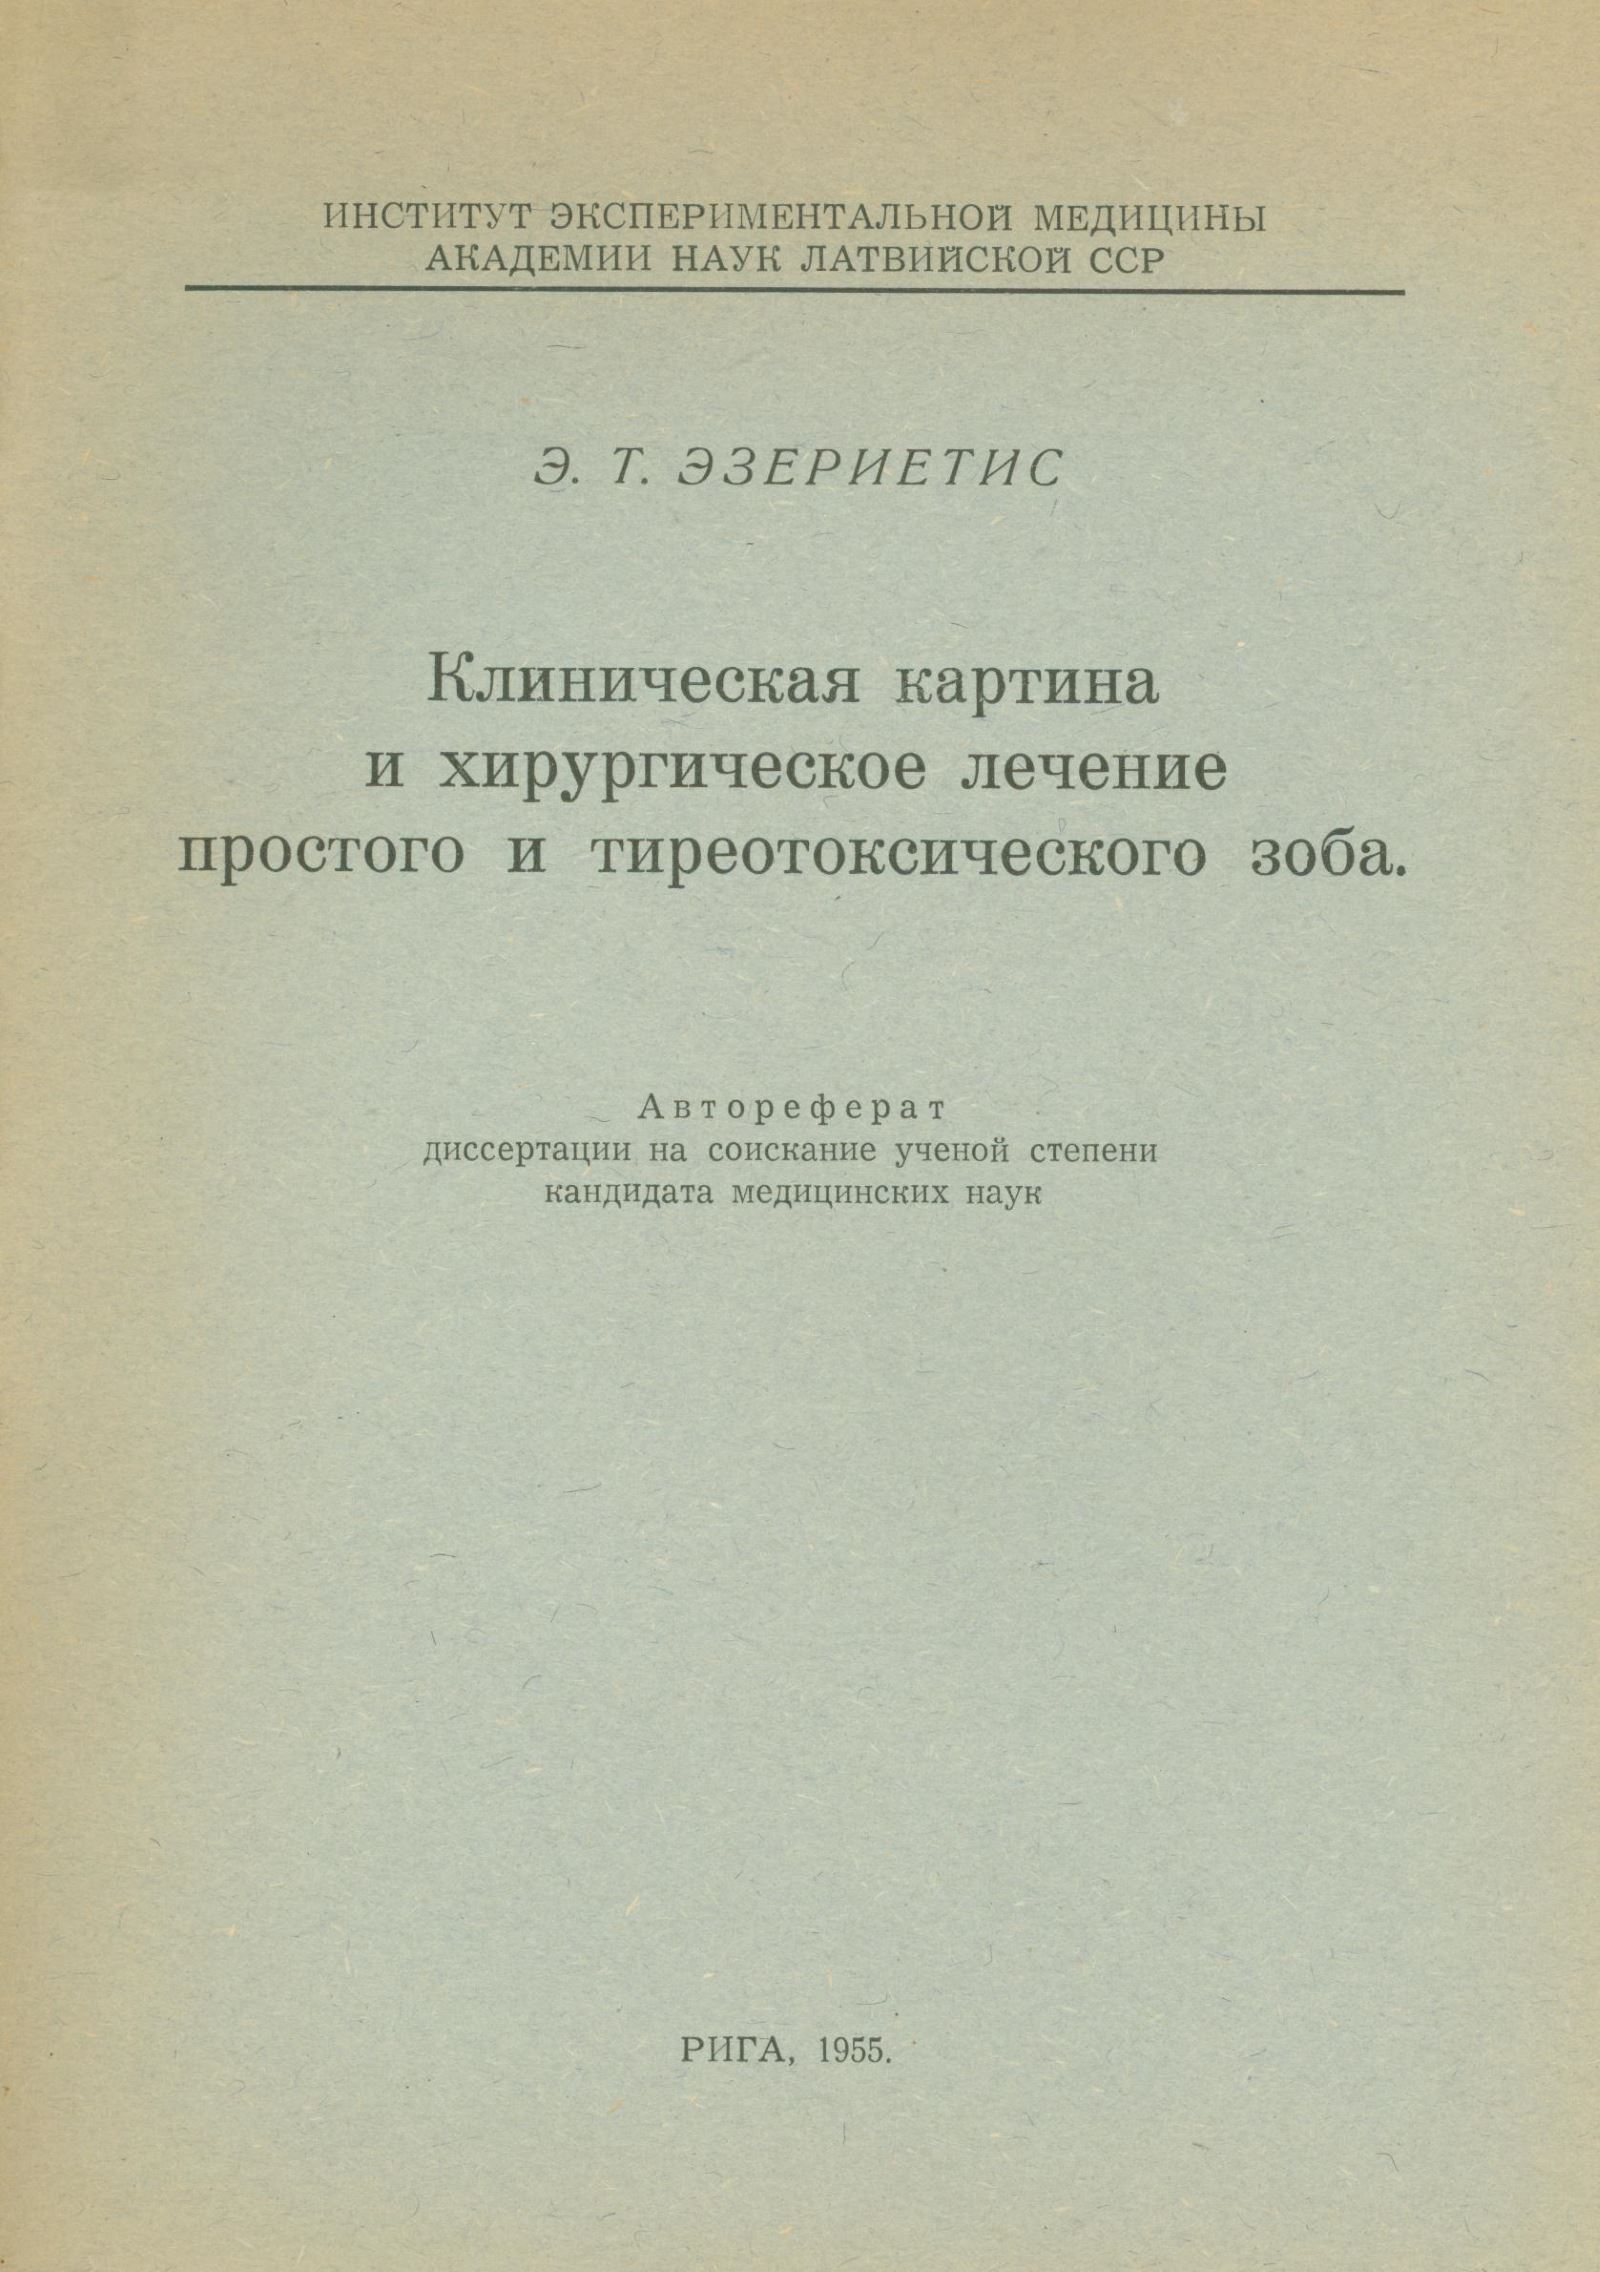 ИНСТИТУТ ЭКСПЕРИМЕНТАЛЬНОЙ МЕДИЦИНЫ
АКАДЕМИИ НАУК ЛАТВИЙСКОЙ ССР
Э. Т. ЭЗЕРИЕТИС
Клиническая картина
и хирургическое лечение
простого и тиреотоксического зоба.
Автореферат
диссертации на соискание ученой степени
кандидата медицинских наук
РИГА, 1955.